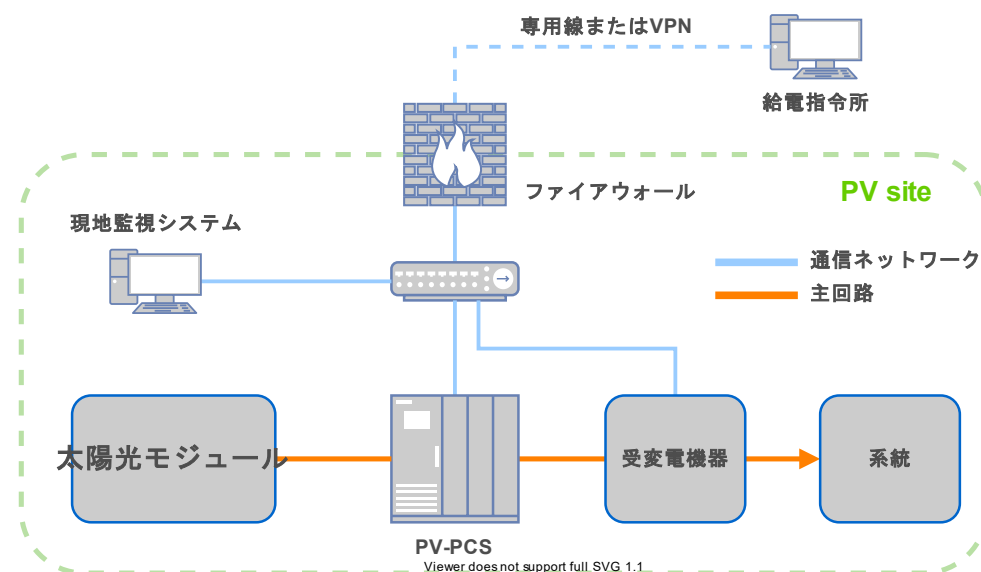 専用線またはVPN
給電指令所
ファイアウォール
PV site
現地監視システム
通信ネットワーク
主回路
太陽光モジュール
受変電機器
系統
PV-PCS
Viewer does not support full SVG 1.1